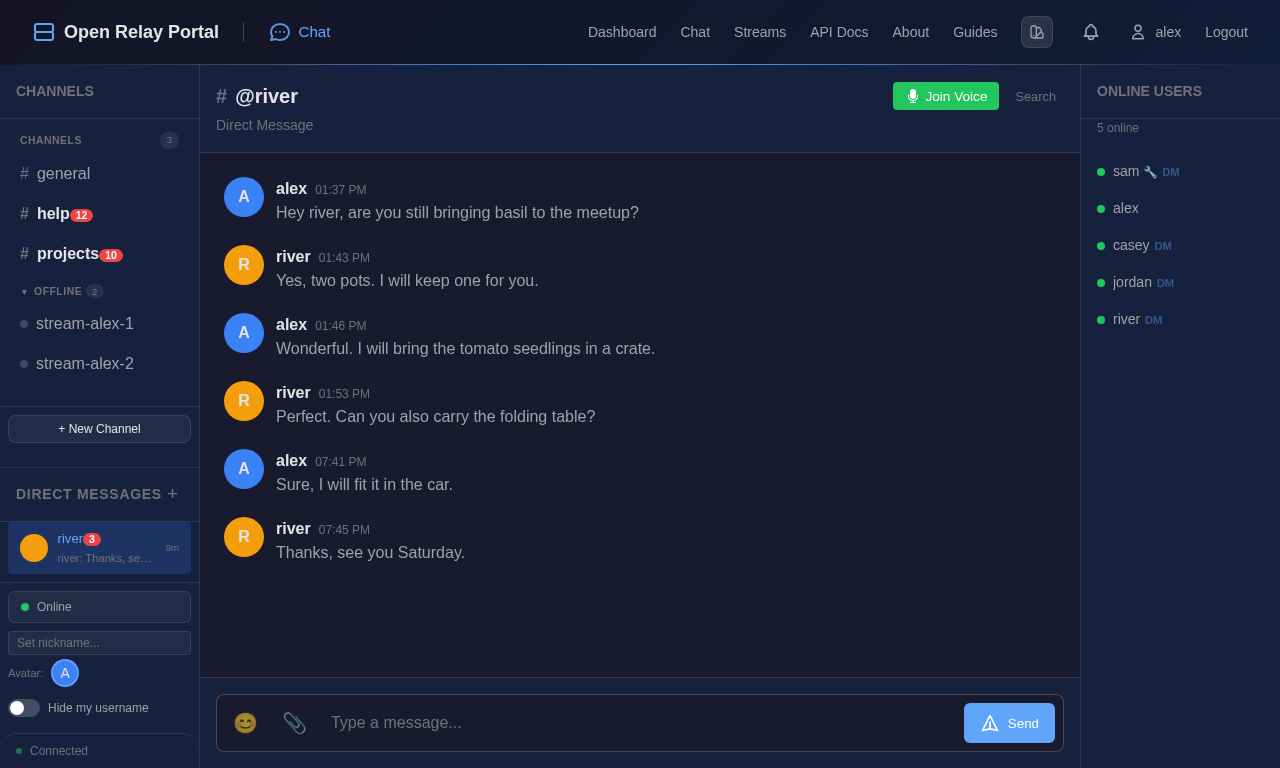 Open Relay Portal
Chat
Dashboard
Chat
Streams
API Docs
About
Guides
alex
Logout
CHANNELS
CHANNELS 3
# general
# help 12
# projects 10
▼ OFFLINE 2
stream-alex-1
stream-alex-2
+ New Channel
DIRECT MESSAGES +
river 3
river: Thanks, se…
9m
Online
Set nickname...
Avatar: A
Hide my username
Connected
# @river
Direct Message
Join Voice
Search
A
alex 01:37 PM
Hey river, are you still bringing basil to the meetup?
R
river 01:43 PM
Yes, two pots. I will keep one for you.
A
alex 01:46 PM
Wonderful. I will bring the tomato seedlings in a crate.
R
river 01:53 PM
Perfect. Can you also carry the folding table?
A
alex 07:41 PM
Sure, I will fit it in the car.
R
river 07:45 PM
Thanks, see you Saturday.
Type a message...
Send
ONLINE USERS
5 online
sam 🔧 DM
alex
casey DM
jordan DM
river DM